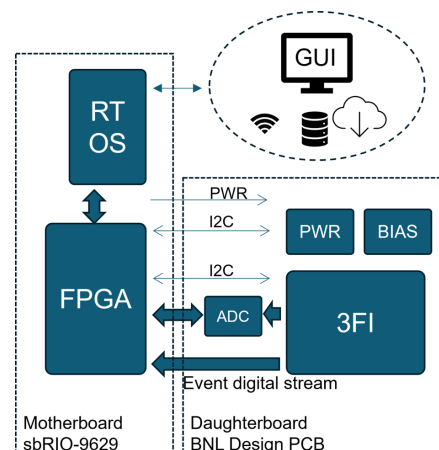 GUI
RT
OS
PWR
I2C
PWR
BIAS
I2C
FPGA
ADC
3FI
Event digital stream
Motherboard
sbRIO-9629
Daughterboard
BNL Design PCB